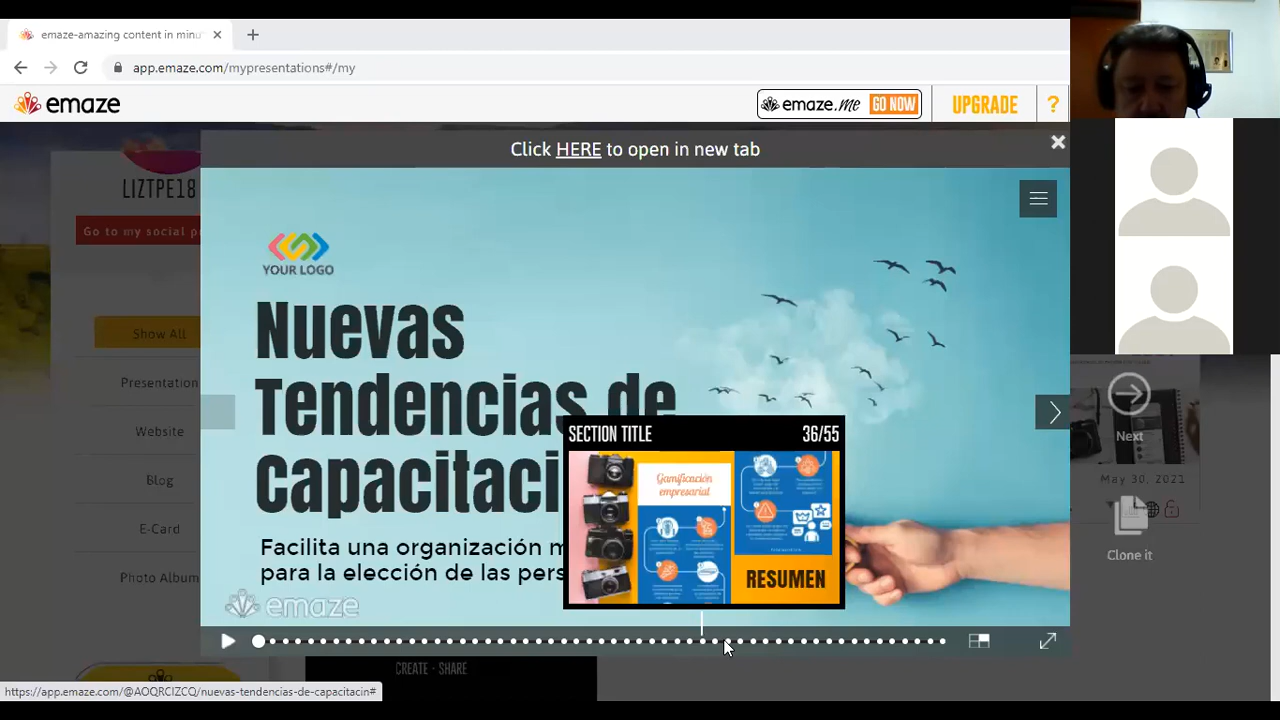 emaze-amazing content in minu
app.emaze.com/mypresentations#/my
emaze
emaze.me GO NOW
UPGRADE
?
Click HERE to open in new tab
LIZTPE18
Go to my social p
YOUR LOGO
Nuevas
Tendencias de
Capacitaci
Facilita una organización m
para la elección de las pers
emaze
SECTION TITLE 36/55
Gamificación
empresarial
RESUMEN
Show All
Presentation
Website
Blog
E-Card
Photo Album
Next
May 30, 2021
Clone it
CREATE - SHARE
https://app.emaze.com/@AOQRCIZCQ/nuevas-tendencias-de-capacitacin#